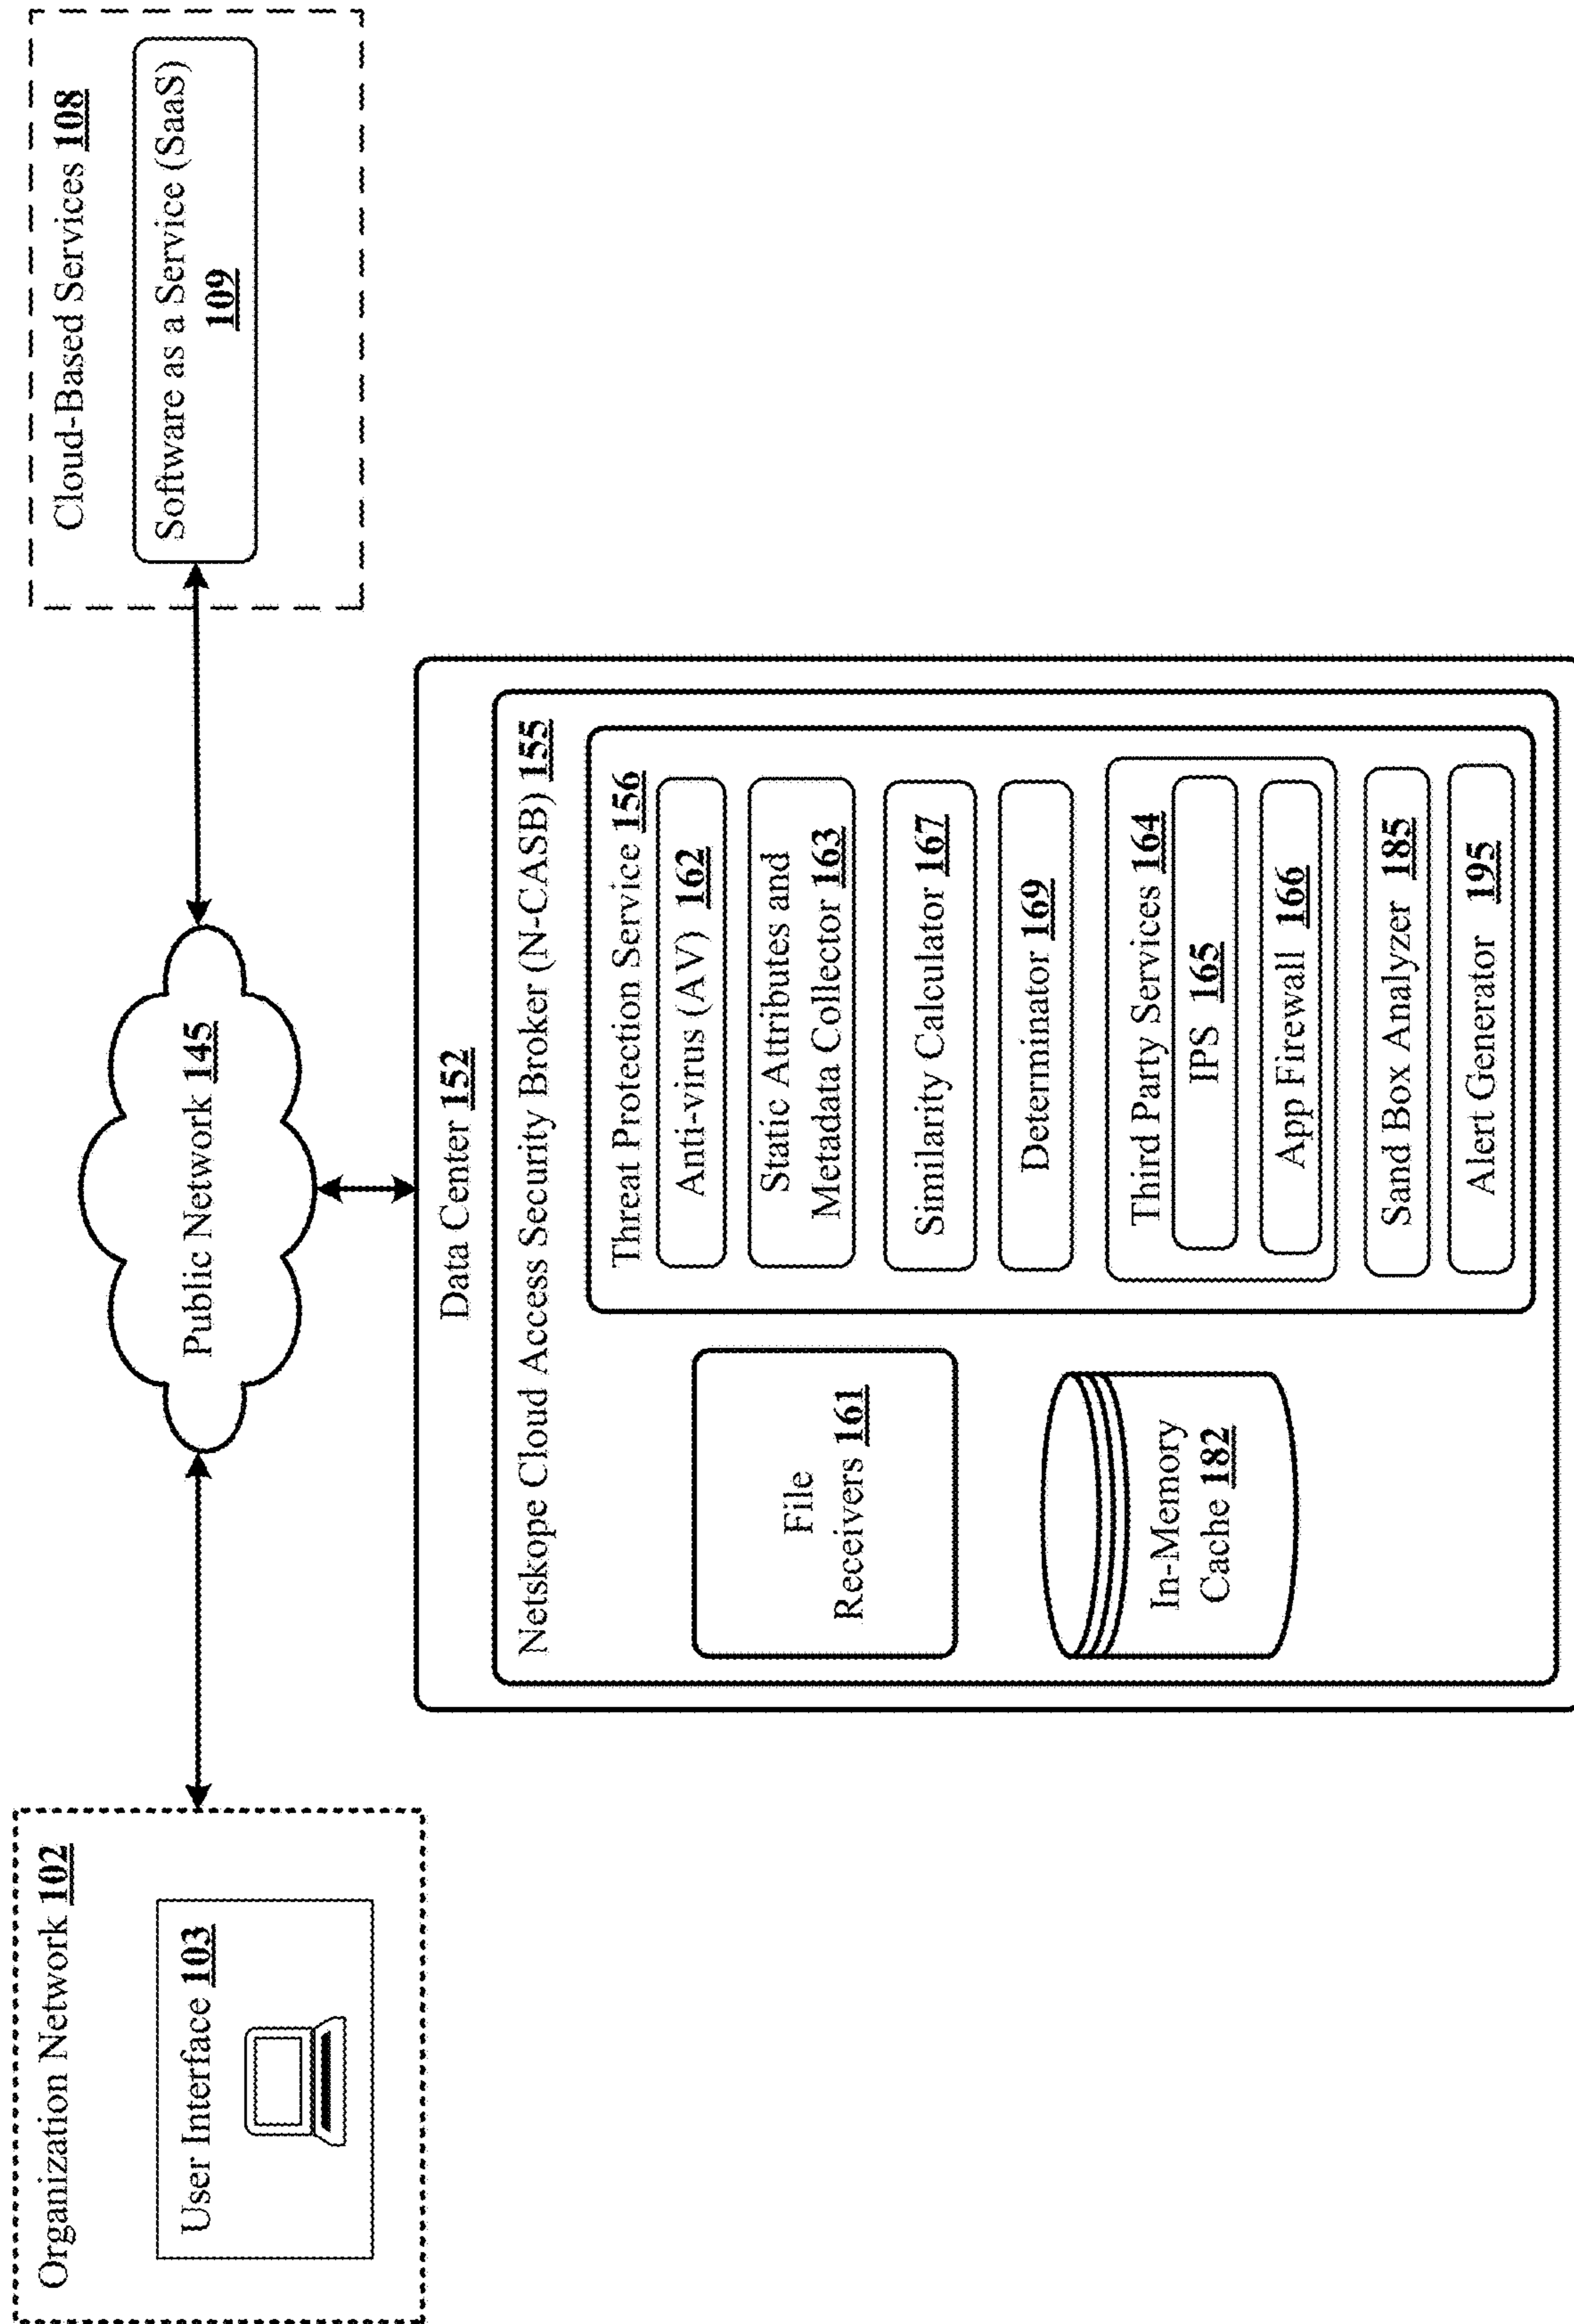 Organization Network 102
User Interface 103
Public Network 145
Cloud-Based Services 108
Software as a Service (SaaS)
109
Data Center 152
Netskope Cloud Access Security Broker (N-CASB) 155
File
Receivers 161
In-Memory
Cache 182
Threat Protection Service 156
Anti-virus (AV) 162
Static Attributes and
Metadata Collector 163
Similarity Calculator 167
Determinator 169
Third Party Services 164
IPS 165
App Firewall 166
Sand Box Analyzer 185
Alert Generator 195